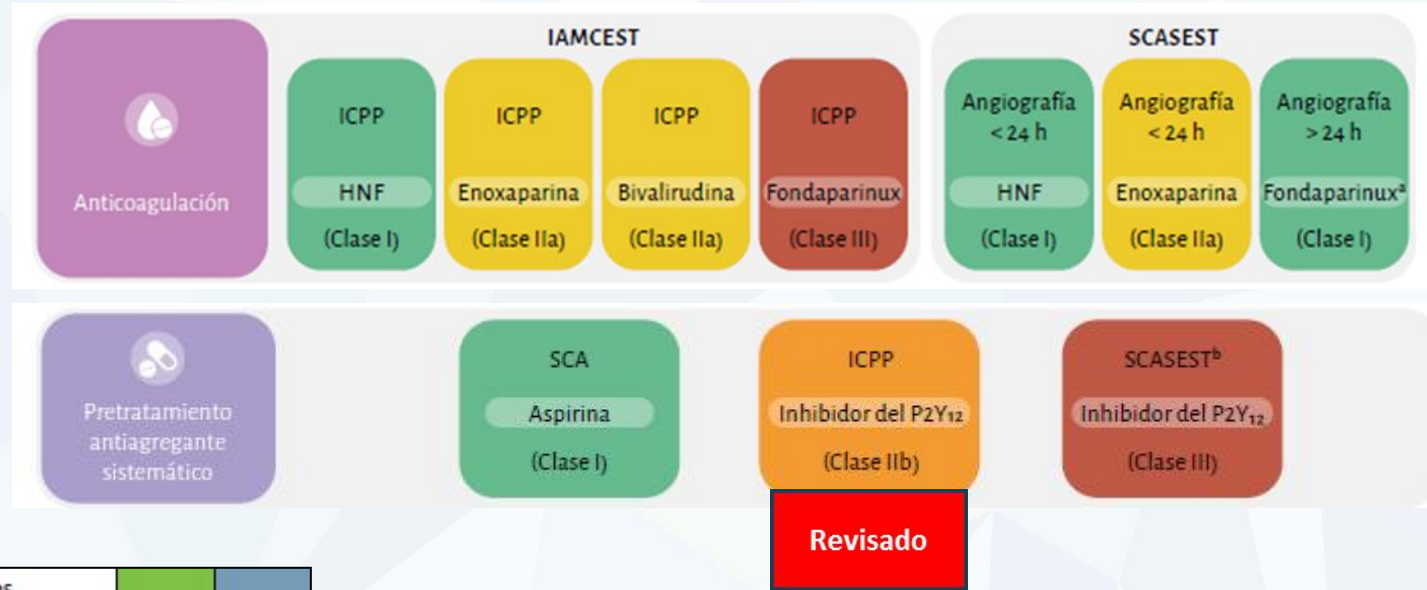 IAMCEST
SCASEST
Anticoagulación
ICPP
HNF
(Clase I)
ICPP
Enoxaparina
(Clase IIa)
ICPP
Bivalirudina
(Clase IIa)
ICPP
Fondaparinux
(Clase III)
Angiografía
< 24 h
HNF
(Clase I)
Angiografía
< 24 h
Enoxaparina
(Clase IIa)
Angiografía
> 24 h
Fondaparinuxª
(Clase I)
Pretratamiento
antiagregante
sistemático
SCA
Aspirina
(Clase I)
ICPP
Inhibidor del P2Y₁₂
(Clase IIb)
SCASESTᵇ
Inhibidor del P2Y₁₂
(Clase III)
Revisado